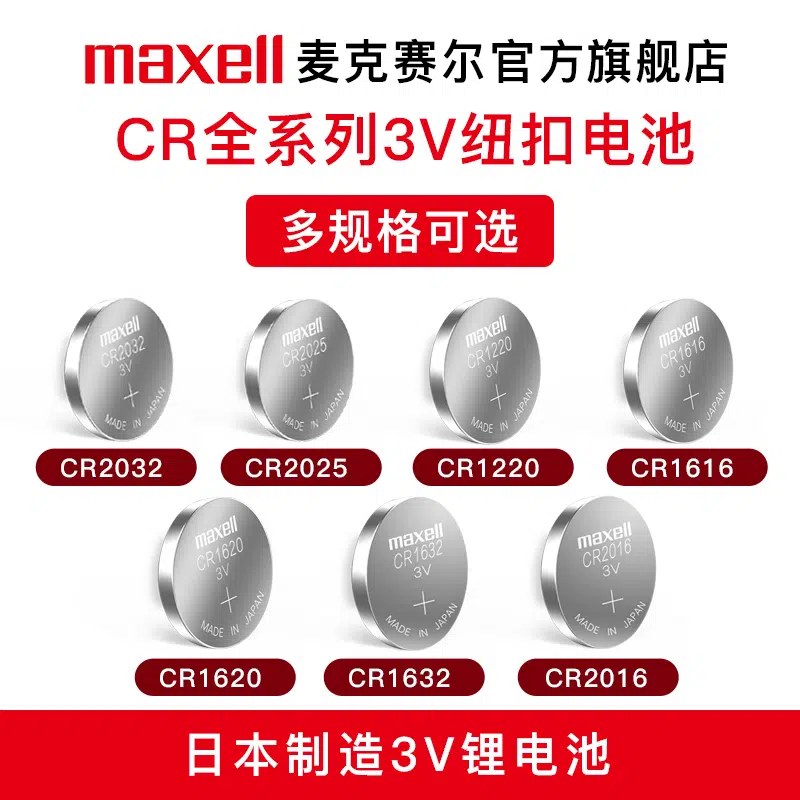 maxell 麦克赛尔官方旗舰店
CR全系列3V纽扣电池
多规格可选
maxell
CR2032
3V
+
MADE IN JAPAN
maxell
CR2025
3V
+
MADE IN JAPAN
maxell
CR1220
3V
+
MADE IN JAPAN
maxell
CR1616
3V
+
MADE IN JAPAN
CR2032
CR2025
CR1220
CR1616
maxell
CR1620
3V
+
MADE IN JAPAN
maxell
CR1632
3V
+
MADE IN JAPAN
maxell
CR2016
3V
+
MADE IN JAPAN
CR1620
CR1632
CR2016
日本制造3V锂电池